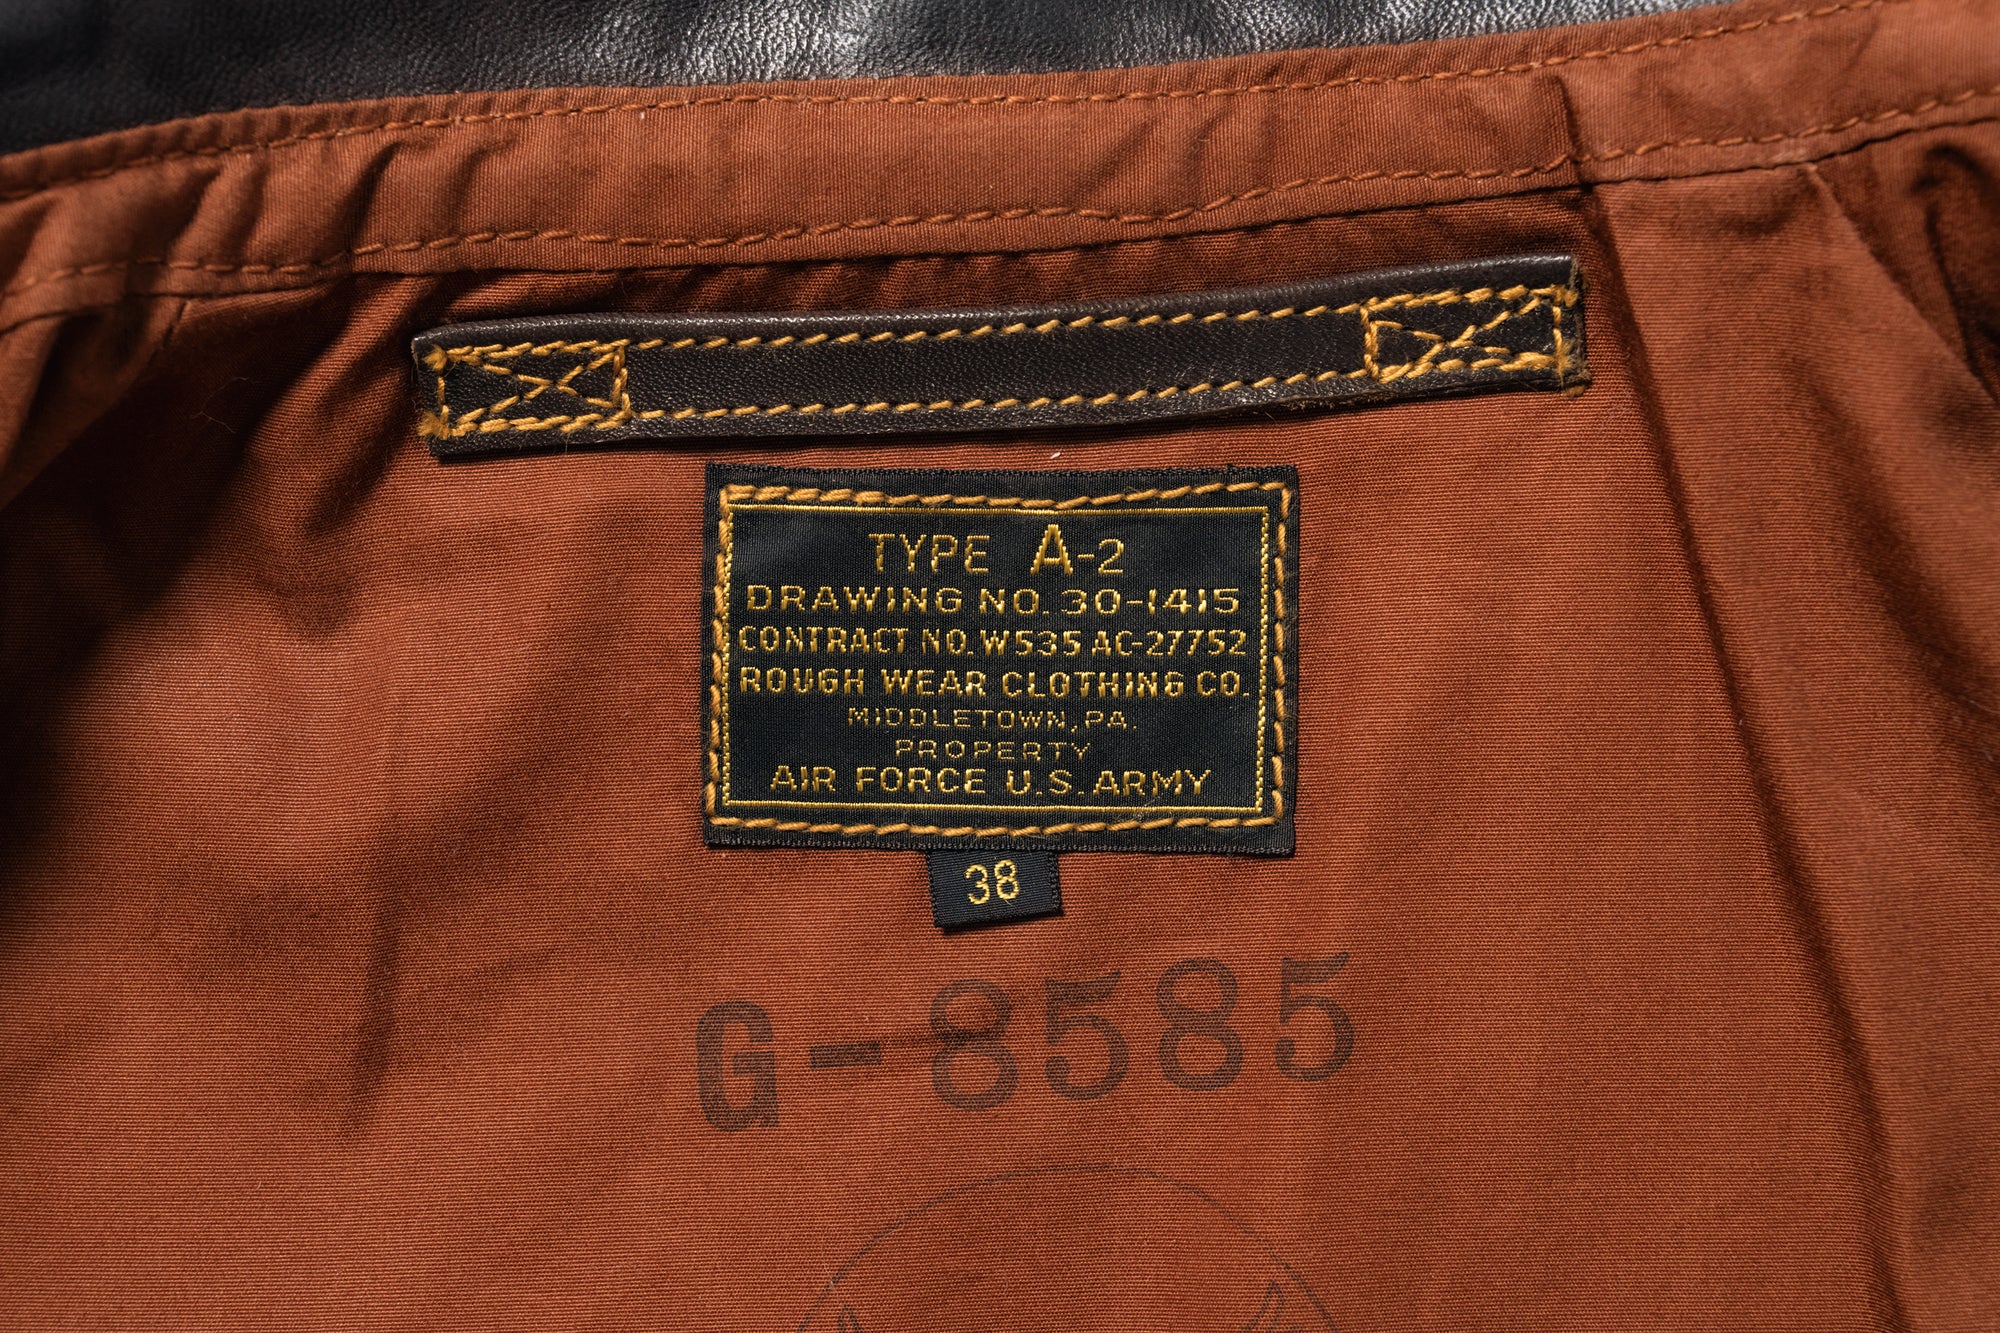 TYPE A-2
DRAWING NO. 30-1415
CONTRACT NO. W535 AC-27752
ROUGH WEAR CLOTHING CO.
MIDDLETOWN, PA.
PROPERTY
AIR FORCE U.S. ARMY
38
G-8585